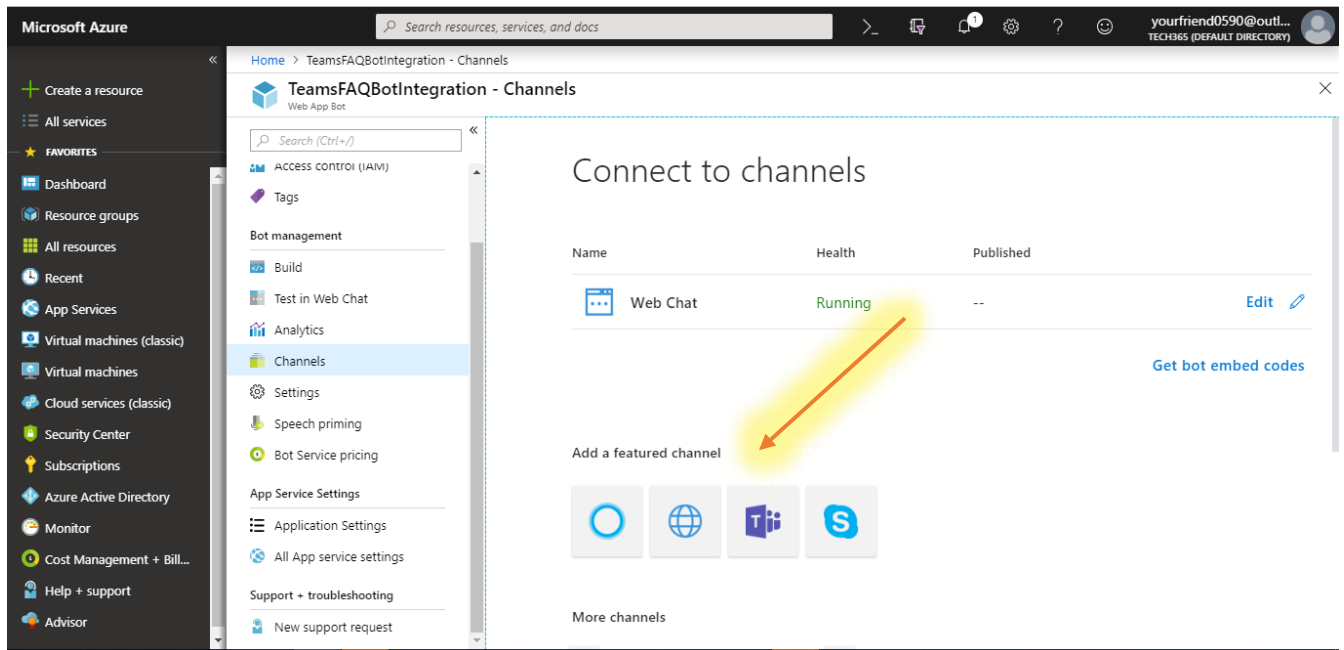 Microsoft Azure
Search resources, services, and docs
1
yourfriend0590@outl...
TECH365 (DEFAULT DIRECTORY)
Create a resource
All services
FAVORITES
Dashboard
Resource groups
All resources
Recent
App Services
Virtual machines (classic)
Virtual machines
Cloud services (classic)
Security Center
Subscriptions
Azure Active Directory
Monitor
Cost Management + Bill...
Help + support
Advisor
Home > TeamsFAQBotIntegration - Channels
TeamsFAQBotIntegration - Channels
Web App Bot
Search (Ctrl+/)
Access control (IAM)
Tags
Bot management
Build
Test in Web Chat
Analytics
Channels
Settings
Speech priming
Bot Service pricing
App Service Settings
Application Settings
All App service settings
Support + troubleshooting
New support request
Connect to channels
Name Health Published
Web Chat Running -- Edit
Get bot embed codes
Add a featured channel
More channels